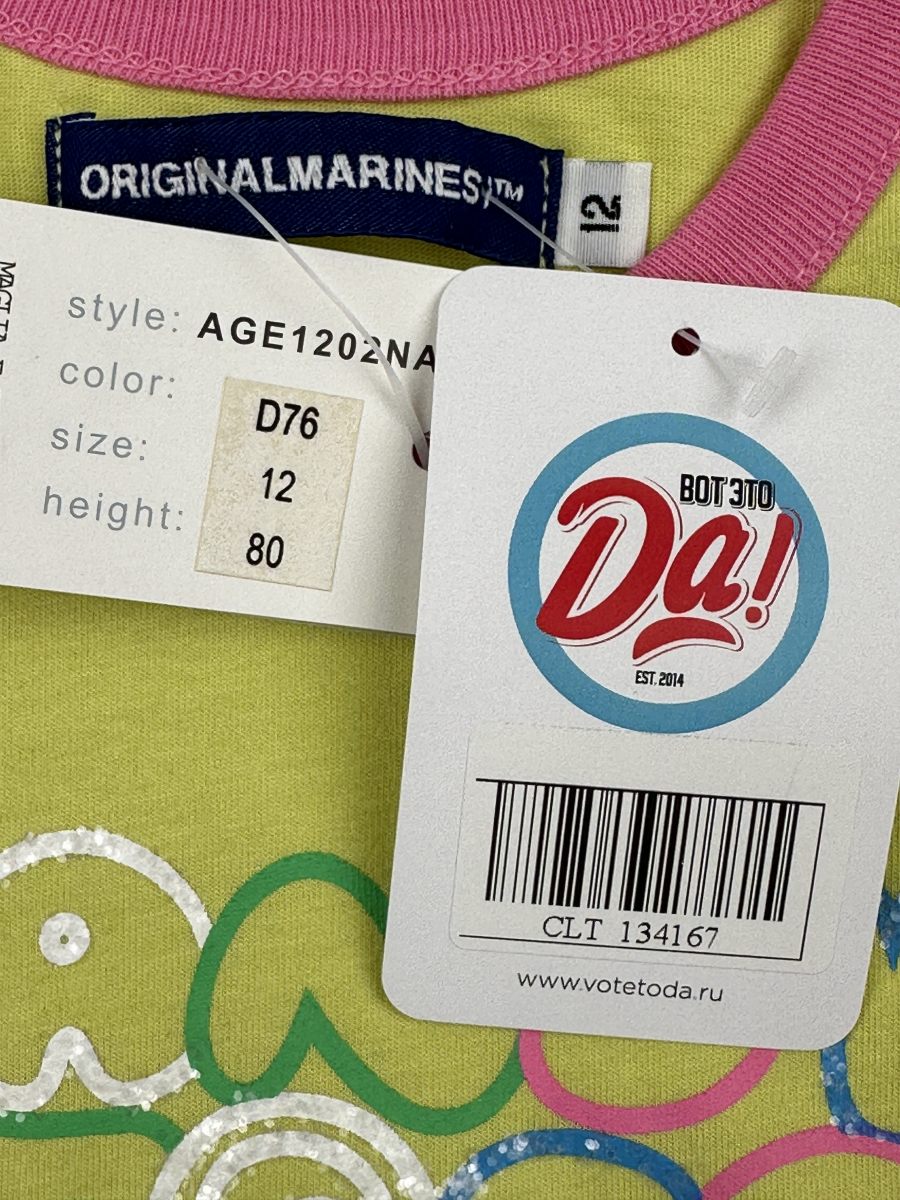 ORIGINALMARINES™
12
style: AGE1202NA
color: D76
size: 12
height: 80
ВОТ ЭТО
Да!
EST. 2014
CLT 134167
www.votetoda.ru